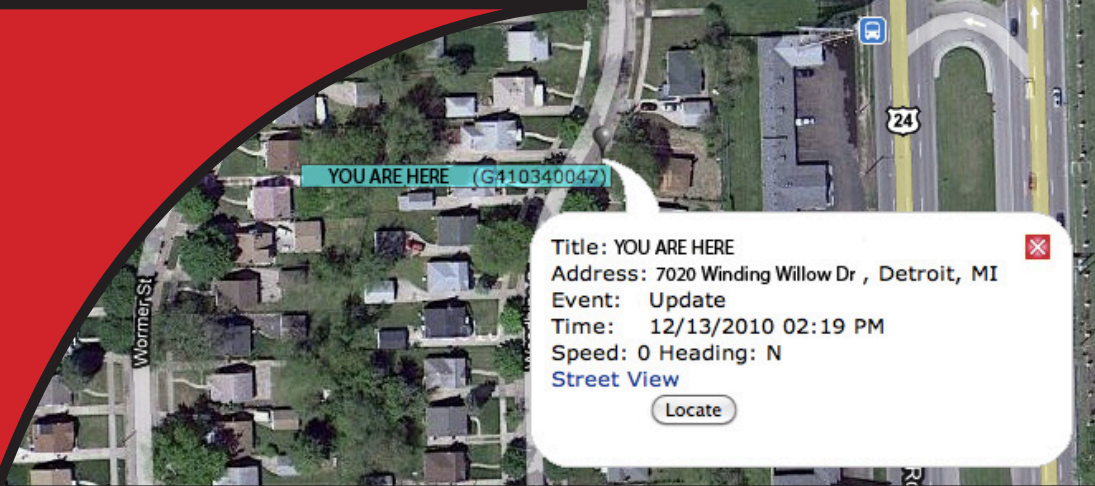 24
YOU ARE HERE (G410340047)
Title: YOU ARE HERE
Address: 7020 Winding Willow Dr , Detroit, MI
Event: Update
Time: 12/13/2010 02:19 PM
Speed: 0 Heading: N
Street View
Locate
Wormer St